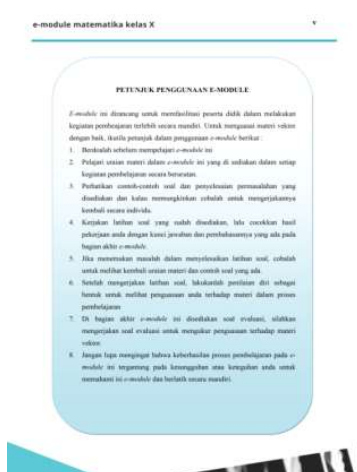 e-module matematika kelas X
v
PETUNJUK PENGGUNAAN E-MODULE
E-module ini dirancang untuk memfasilitasi peserta didik dalam melakukan
kegiatan pembeajaran terlebih secara mandiri. Untuk menguasai materi vektor
dengan baik, ikutila petunjuk dalam penggunaan e-module berikut :
1. Berdoalah sebelum mempelajari e-module ini
2. Pelajari uraian materi dalam e-module ini yang di sediakan dalam setiap
kegiatan pembelajaran secara berurutan.
3. Perhatikan contoh-contoh soal dan penyelesaian permasalahan yang
disediakan dan kalau memungkinkan cobalah untuk mengerjakannya
kembali secara individu.
4. Kerjakan latihan soal yang sudah disediakan, lalu cocokkan hasil
pekerjaan anda dengan kunci jawaban dan pembahasannya yang ada pada
bagian akhir e-module.
5. Jika menemukan masalah dalam menyelesaikan latihan soal, cobalah
untuk melihat kembali uraian materi dan contoh soal yang ada.
6. Setelah mengerjakan latihan soal, lakukanlah penilaian diri sebagai
bentuk untuk melihat penguasaan anda terhadap materi dalam proses
pembelajaran
7. Di bagian akhir e-module ini disediakan soal evaluasi, silahkan
mengerjakan soal evaluasi untuk mengukur penguasaan terhadap materi
vektor.
8. Jangan lupa mengingat bahwa keberhasilan proses pembelajaran pada e-
module ini tergantung pada kesungguhan atau keteguhan anda untuk
memahami isi e-module dan berlatih secara mandiri.